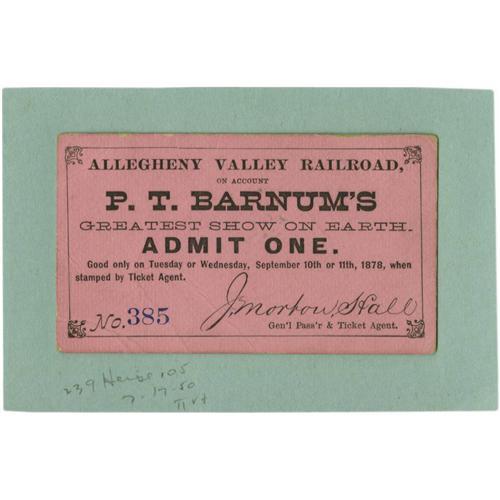 ALLEGHENY VALLEY RAILROAD,
ON ACCOUNT
P. T. BARNUM'S
GREATEST SHOW ON EARTH.
ADMIT ONE.
Good only on Tuesday or Wednesday, September 10th or 11th, 1878, when
stamped by Ticket Agent.
No. 385
J. Morton Hall
Gen'l Pass'r & Ticket Agent.
239
7-17-50